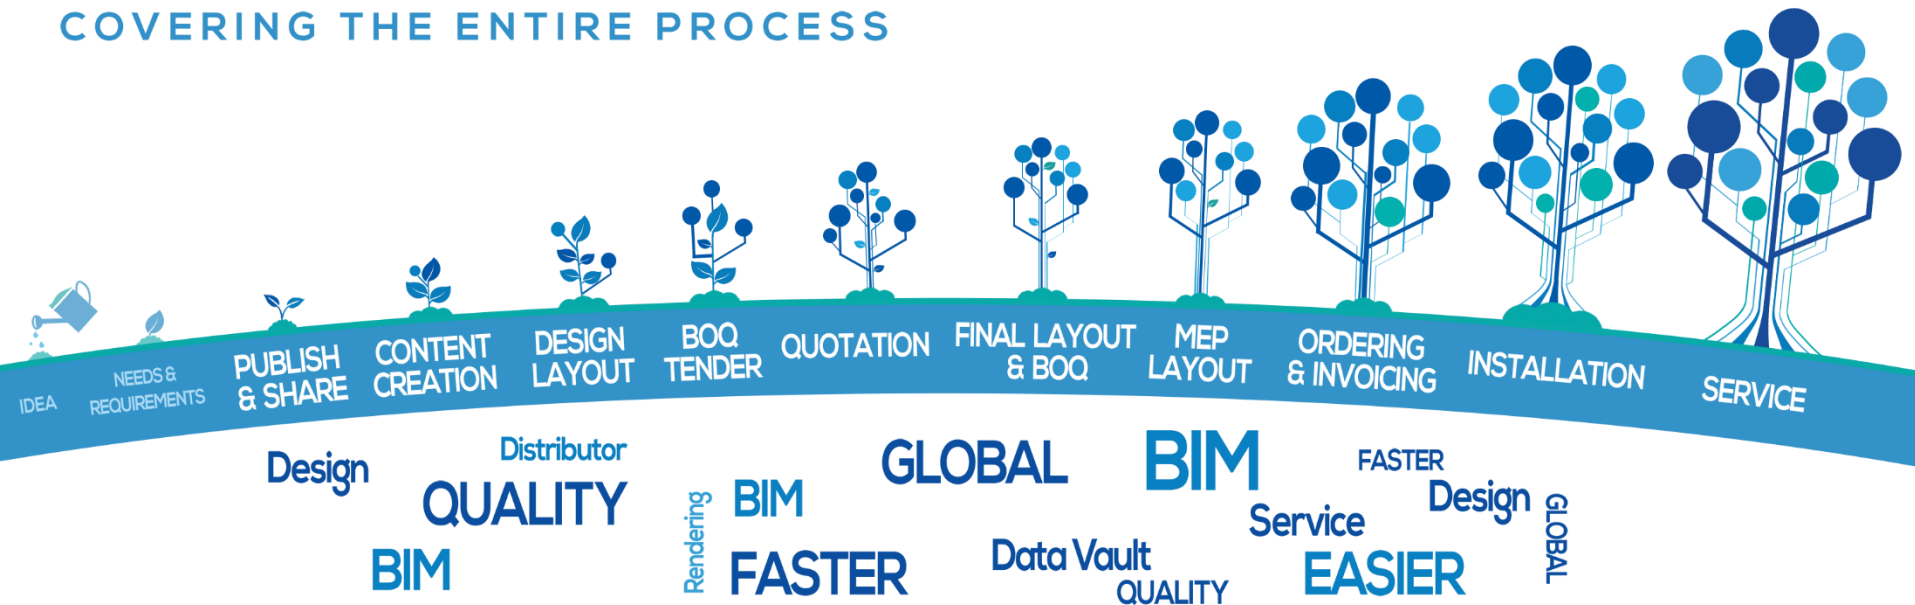 COVERING THE ENTIRE PROCESS
IDEA
NEEDS &
REQUIREMENTS
PUBLISH
& SHARE
CONTENT
CREATION
DESIGN
LAYOUT
BOQ
TENDER
QUOTATION
FINAL LAYOUT
& BOQ
MEP
LAYOUT
ORDERING
& INVOICING
INSTALLATION
SERVICE
Design
Distributor
QUALITY
BIM
Rendering
BIM
FASTER
GLOBAL
Data Vault
QUALITY
BIM
Service
FASTER
Design
EASIER
GLOBAL